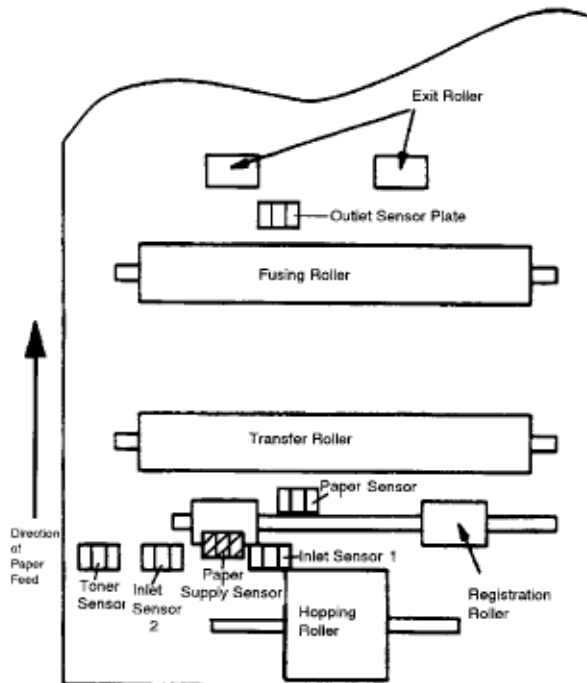 Exit Roller
Outlet Sensor Plate
Fusing Roller
Transfer Roller
Paper Sensor
Direction
of
Paper
Feed
Toner
Sensor
Inlet
Sensor
2
Paper
Supply Sensor
Inlet Sensor 1
Hopping
Roller
Registration
Roller